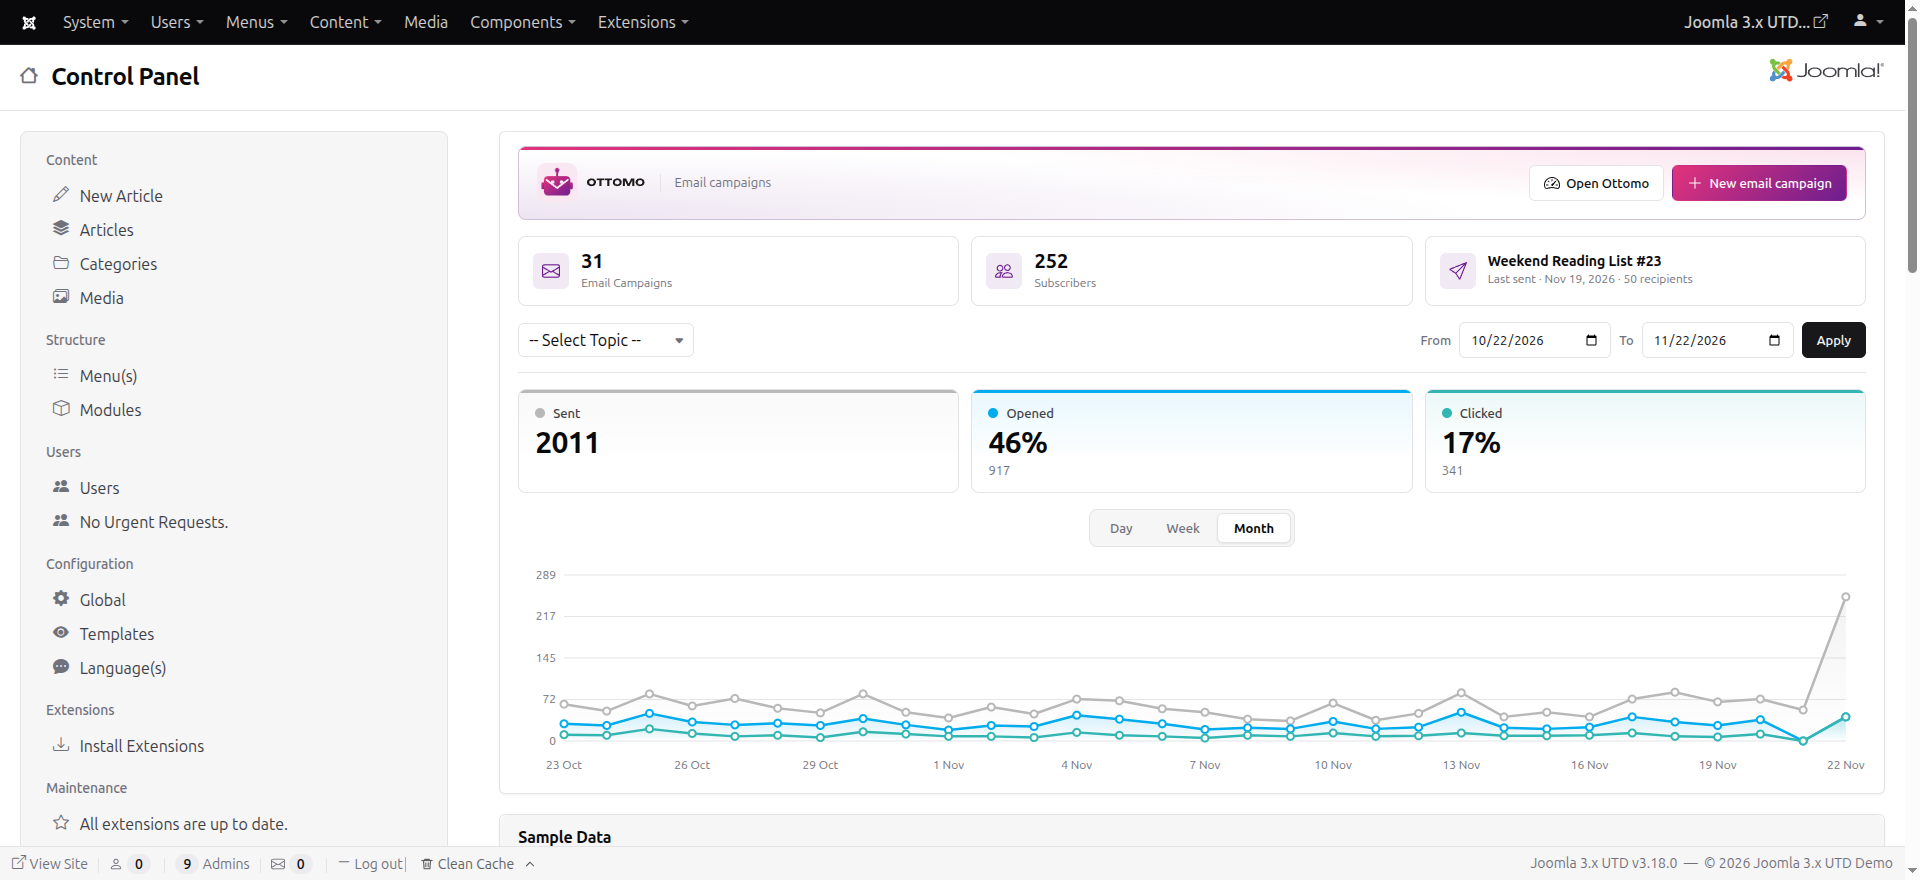 System Users Menus Content Media Components Extensions Joomla 3.x UTD...
Control Panel
Joomla!
Content
New Article
Articles
Categories
Media
Structure
Menu(s)
Modules
Users
Users
No Urgent Requests.
Configuration
Global
Templates
Language(s)
Extensions
Install Extensions
Maintenance
All extensions are up to date.
OTTOMO Email campaigns Open Ottomo + New email campaign
31
Email Campaigns
252
Subscribers
Weekend Reading List #23
Last sent · Nov 19, 2026 · 50 recipients
-- Select Topic -- From 10/22/2026 To 11/22/2026 Apply
Sent
2011
Opened
46%
917
Clicked
17%
341
Day Week Month
289
217
145
72
0
23 Oct 26 Oct 29 Oct 1 Nov 4 Nov 7 Nov 10 Nov 13 Nov 16 Nov 19 Nov 22 Nov
Sample Data
View Site 0 9 Admins 0 Log out Clean Cache Joomla 3.x UTD v3.18.0 — © 2026 Joomla 3.x UTD Demo